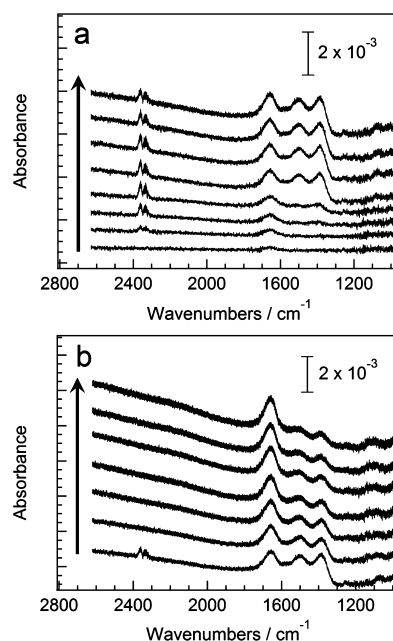 a
2 x 10⁻³
Absorbance
2800 2400 2000 1600 1200
Wavenumbers / cm⁻¹
b
2 x 10⁻³
Absorbance
2800 2400 2000 1600 1200
Wavenumbers / cm⁻¹